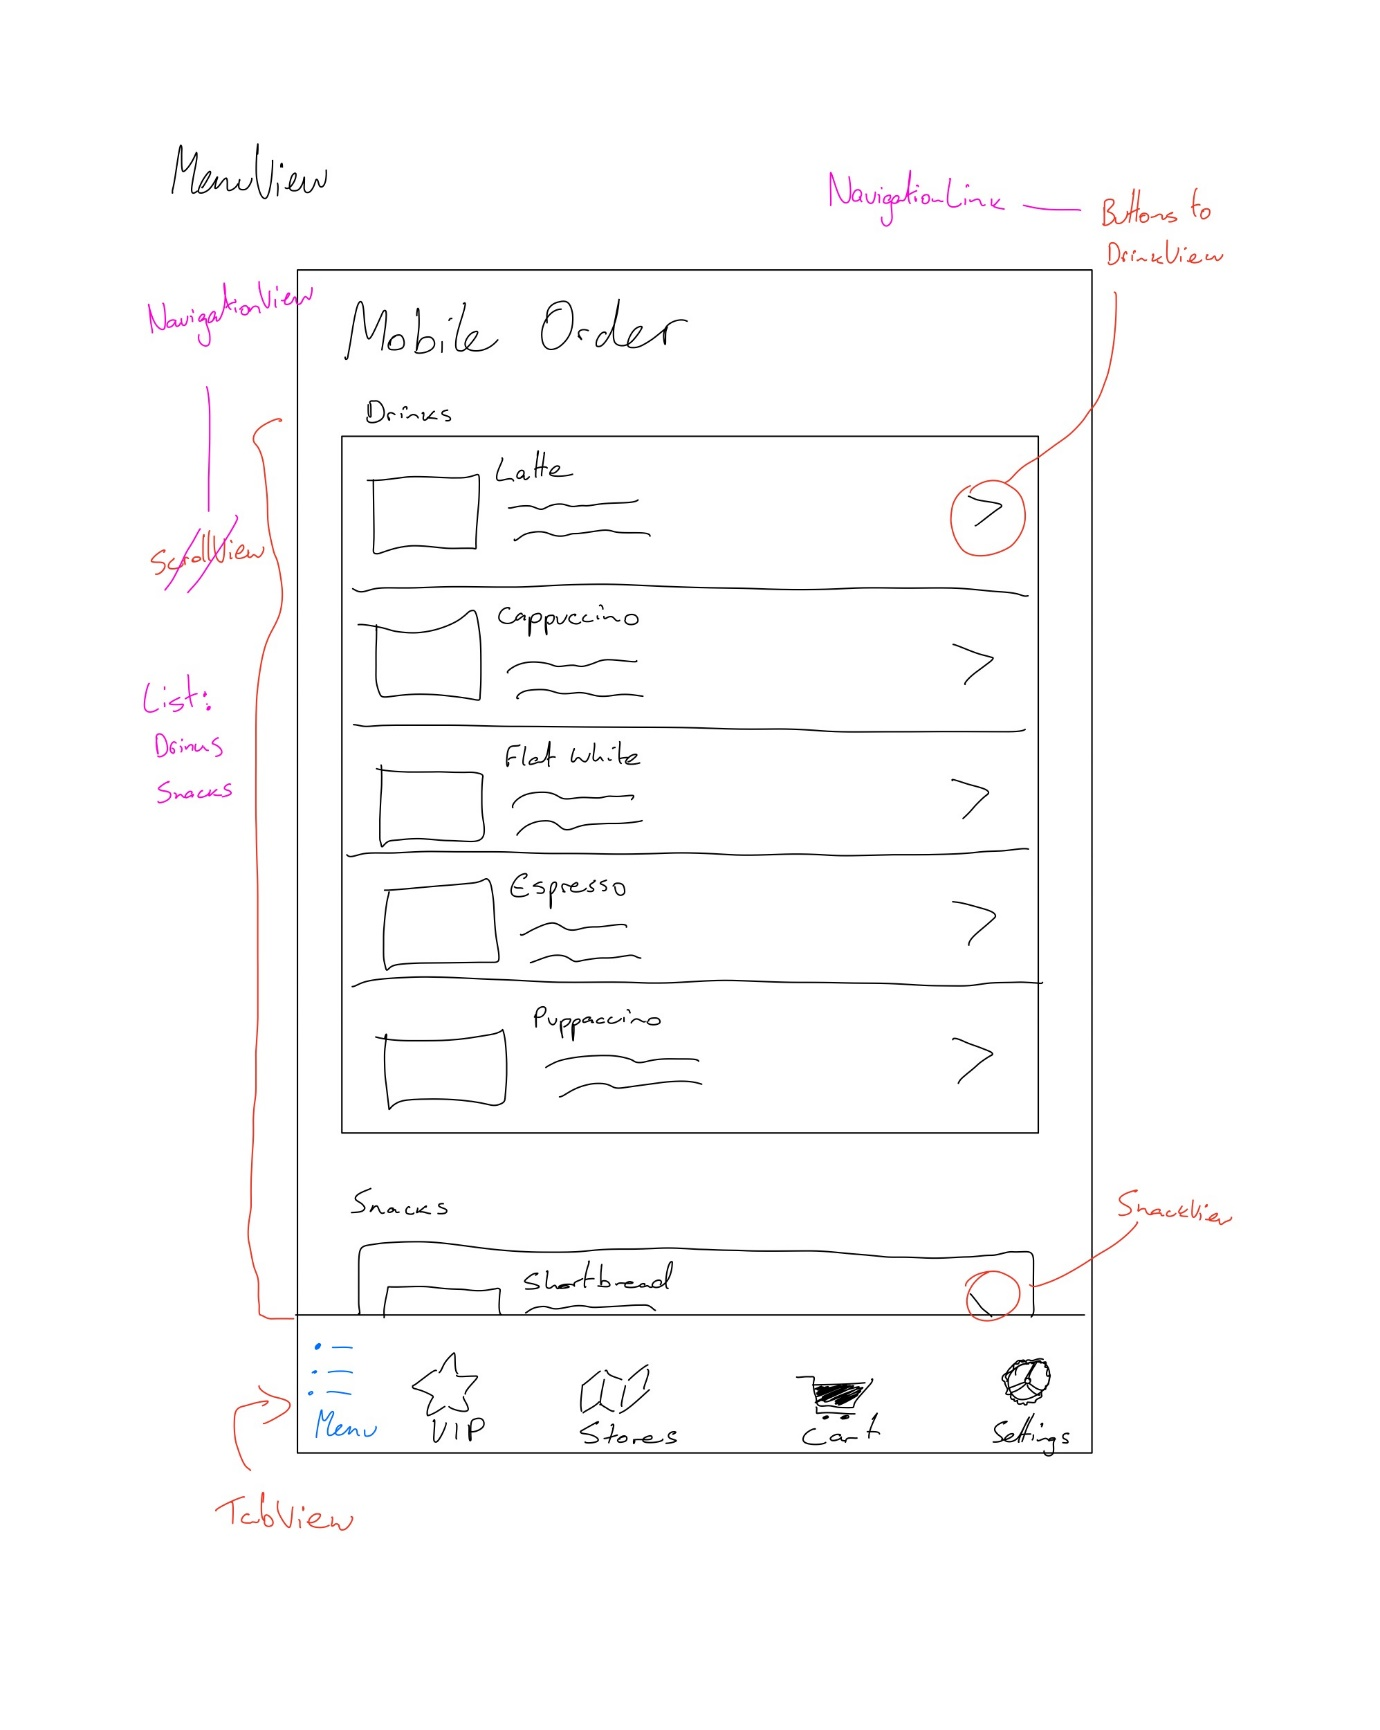 MenuView
NavigationLink
Buttons to
DrinkView
NavigationView
Mobile Order
Drinks
Latte
ScrollView
Cappuccino
List:
Drinks
Snacks
Flat White
Espresso
Puppaccino
Snacks
SnackView
Shortbread
Menu
VIP
Stores
Cart
Settings
TabView